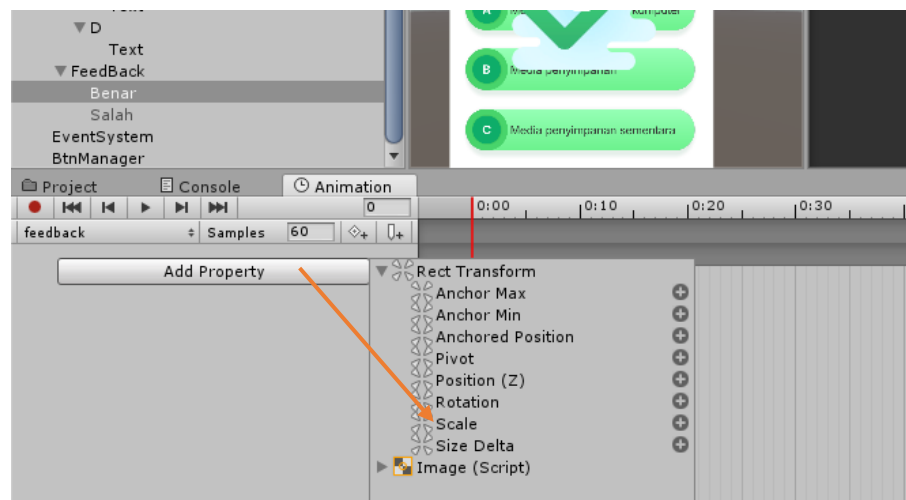 D
Text
FeedBack
Benar
Salah
EventSystem
BtnManager
A
B Media penyimpanan
C Media penyimpanan sementara
Project Console Animation
0 0:00 0:10 0:20 0:30
feedback Samples 60
Add Property
Rect Transform
Anchor Max
Anchor Min
Anchored Position
Pivot
Position (Z)
Rotation
Scale
Size Delta
Image (Script)